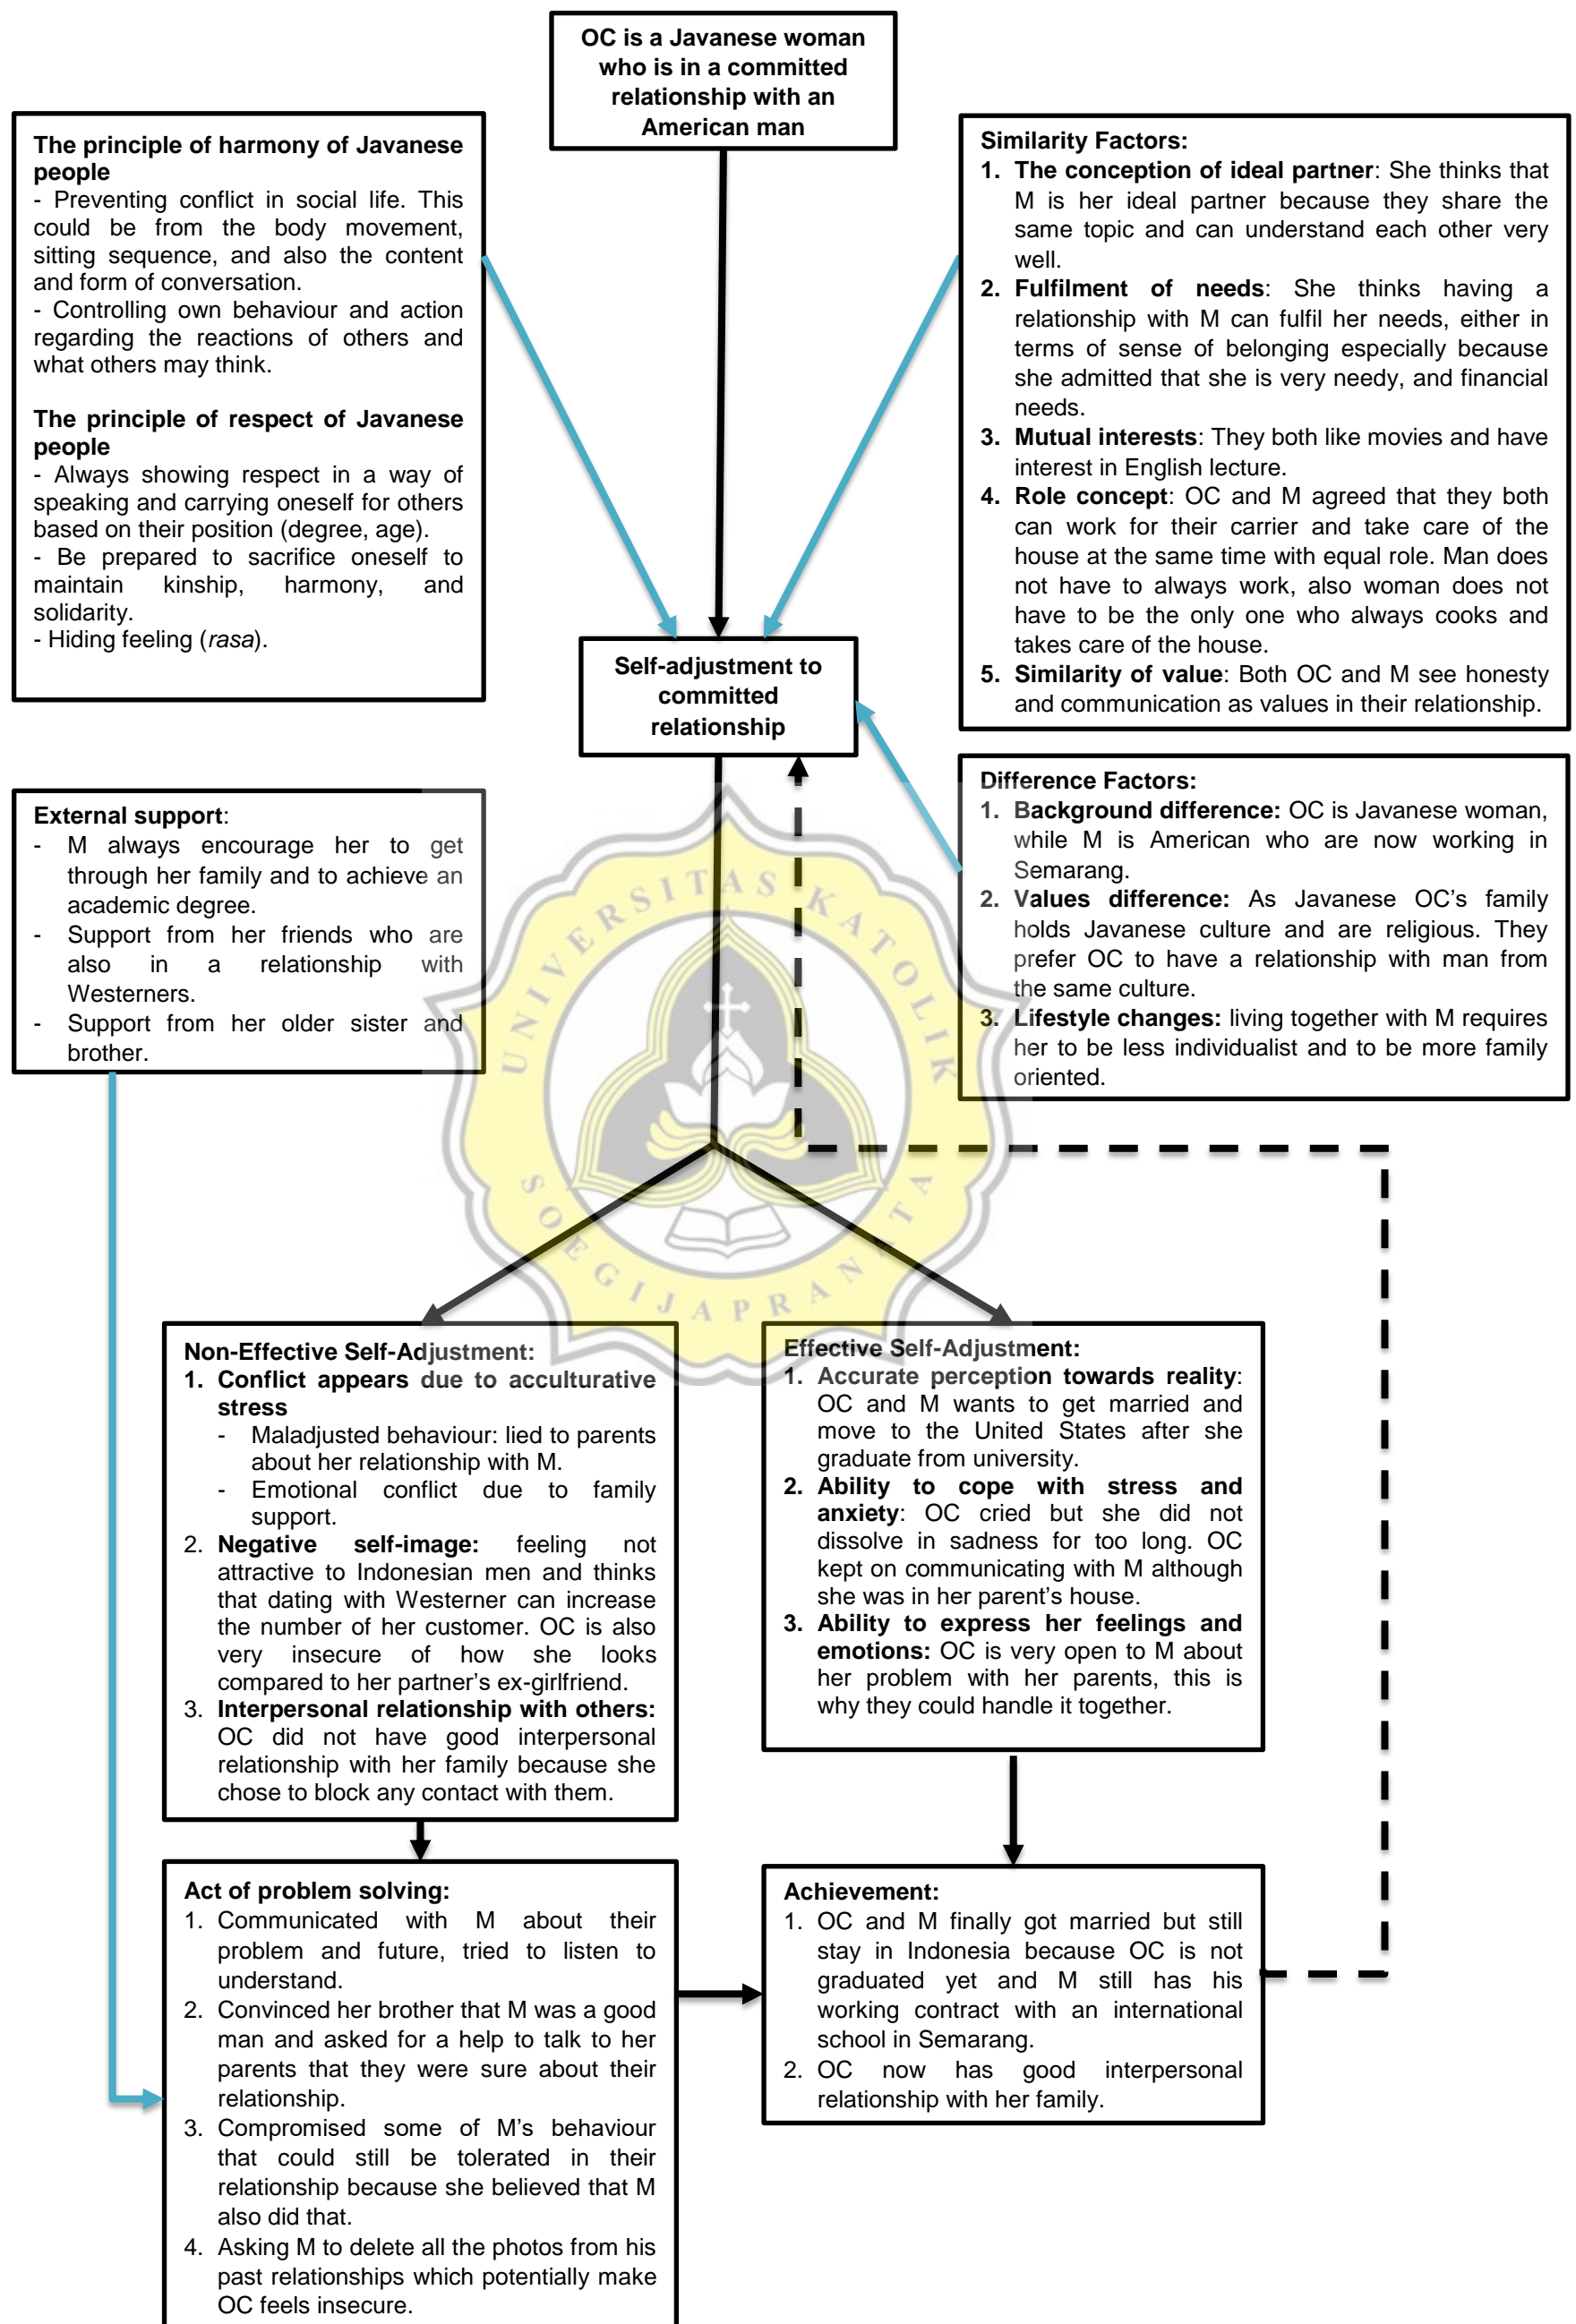 OC is a Javanese woman
who is in a committed
relationship with an
American man
The principle of harmony of Javanese
people
- Preventing conflict in social life. This
could be from the body movement,
sitting sequence, and also the content
and form of conversation.
- Controlling own behaviour and action
regarding the reactions of others and
what others may think.
The principle of respect of Javanese
people
- Always showing respect in a way of
speaking and carrying oneself for others
based on their position (degree, age).
- Be prepared to sacrifice oneself to
maintain kinship, harmony, and
solidarity.
- Hiding feeling (rasa).
Similarity Factors:
1. The conception of ideal partner: She thinks that
M is her ideal partner because they share the
same topic and can understand each other very
well.
2. Fulfilment of needs: She thinks having a
relationship with M can fulfil her needs, either in
terms of sense of belonging especially because
she admitted that she is very needy, and financial
needs.
3. Mutual interests: They both like movies and have
interest in English lecture.
4. Role concept: OC and M agreed that they both
can work for their carrier and take care of the
house at the same time with equal role. Man does
not have to always work, also woman does not
have to be the only one who always cooks and
takes care of the house.
5. Similarity of value: Both OC and M see honesty
and communication as values in their relationship.
Self-adjustment to
committed
relationship
External support:
- M always encourage her to get
through her family and to achieve an
academic degree.
- Support from her friends who are
also in a relationship with
Westerners.
- Support from her older sister and
brother.
Difference Factors:
1. Background difference: OC is Javanese woman,
while M is American who are now working in
Semarang.
2. Values difference: As Javanese OC's family
holds Javanese culture and are religious. They
prefer OC to have a relationship with man from
the same culture.
3. Lifestyle changes: living together with M requires
her to be less individualist and to be more family
oriented.
UNIVERSITAS KATOLIK
SOEGIJAPRANATA
Non-Effective Self-Adjustment:
1. Conflict appears due to acculturative
stress
- Maladjusted behaviour: lied to parents
about her relationship with M.
- Emotional conflict due to family
support.
2. Negative self-image: feeling not
attractive to Indonesian men and thinks
that dating with Westerner can increase
the number of her customer. OC is also
very insecure of how she looks
compared to her partner's ex-girlfriend.
3. Interpersonal relationship with others:
OC did not have good interpersonal
relationship with her family because she
chose to block any contact with them.
Effective Self-Adjustment:
1. Accurate perception towards reality:
OC and M wants to get married and
move to the United States after she
graduate from university.
2. Ability to cope with stress and
anxiety: OC cried but she did not
dissolve in sadness for too long. OC
kept on communicating with M although
she was in her parent's house.
3. Ability to express her feelings and
emotions: OC is very open to M about
her problem with her parents, this is
why they could handle it together.
Act of problem solving:
1. Communicated with M about their
problem and future, tried to listen to
understand.
2. Convinced her brother that M was a good
man and asked for a help to talk to her
parents that they were sure about their
relationship.
3. Compromised some of M's behaviour
that could still be tolerated in their
relationship because she believed that M
also did that.
4. Asking M to delete all the photos from his
past relationships which potentially make
OC feels insecure.
Achievement:
1. OC and M finally got married but still
stay in Indonesia because OC is not
graduated yet and M still has his
working contract with an international
school in Semarang.
2. OC now has good interpersonal
relationship with her family.